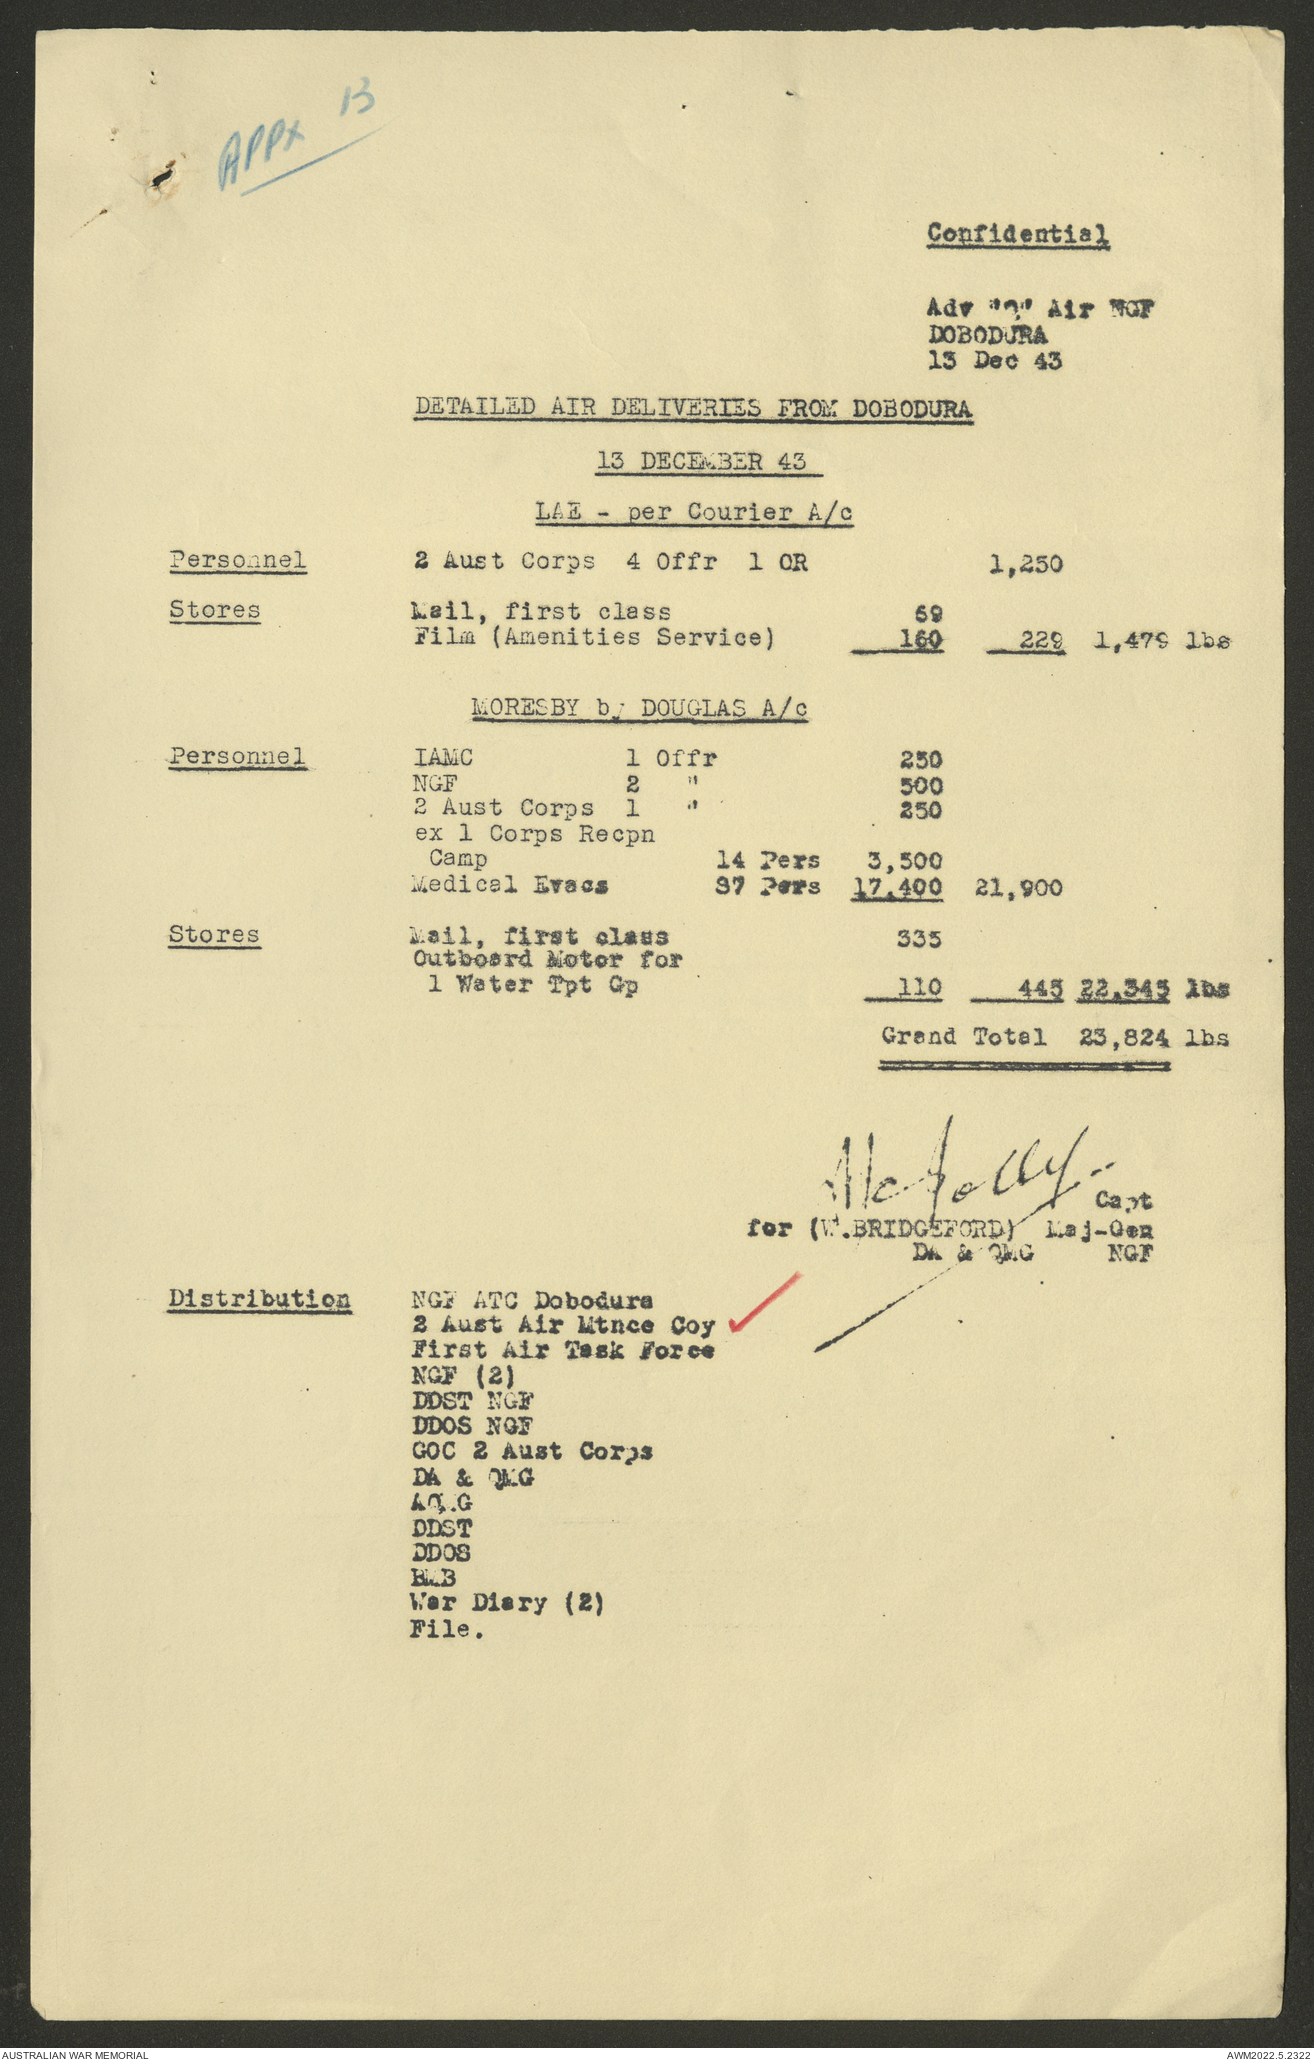 APPX 13
Confidential
Adv "Q" Air NGF
DOBODURA
13 Dec 43
DETAILED AIR DELIVERIES FROM DOBODURA
13 DECEMBER 43
LAE - per Courier A/c
Personnel 2 Aust Corps 4 Offr 1 OR 1,250
Stores Mail, first class 69
Film (Amenities Service) 160 229 1,479 lbs
MORESBY by DOUGLAS A/c
Personnel IAMC 1 Offr 250
NGF 2 " 500
2 Aust Corps 1 " 250
ex 1 Corps Recpn
Camp 14 Pers 3,500
Medical Evacs 87 Pers 17,400 21,900
Stores Mail, first class 335
Outboard Motor for
1 Water Tpt Gp 110 445 22,345 lbs
Grand Total 23,824 lbs
Capt
for (W.BRIDGEFORD) Maj-Gen
DA & QMG NGF
Distribution NGF ATC Dobodura
2 Aust Air Mtnce Coy
First Air Task Force
NGF (2)
DDST NGF
DDOS NGF
GOC 2 Aust Corps
DA & QMG
AQMG
DDST
DDOS
BMB
War Diary (2)
File.
AUSTRALIAN WAR MEMORIAL AWM2022.5.2322